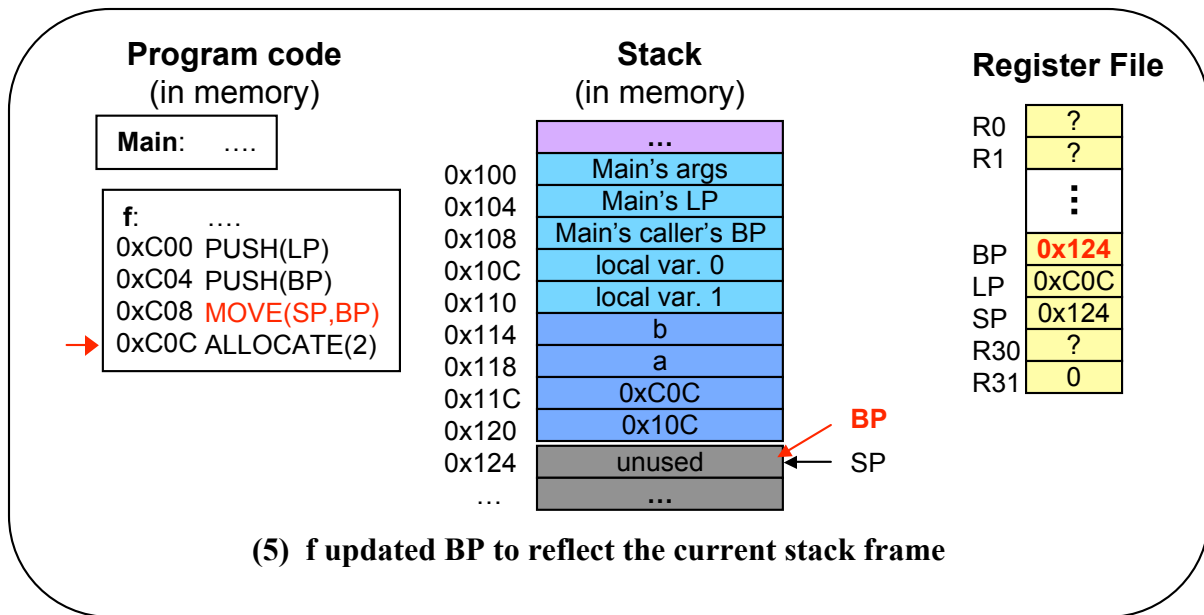 Program code
(in memory)
Main: ....
f: ....
0xC00 PUSH(LP)
0xC04 PUSH(BP)
0xC08 MOVE(SP,BP)
0xC0C ALLOCATE(2)
Stack
(in memory)
...
0x100 Main's args
0x104 Main's LP
0x108 Main's caller's BP
0x10C local var. 0
0x110 local var. 1
0x114 b
0x118 a
0x11C 0xC0C
0x120 0x10C
0x124 unused
... ...
BP
SP
Register File
R0 ?
R1 ?
...
BP 0x124
LP 0xC0C
SP 0x124
R30 ?
R31 0
(5) f updated BP to reflect the current stack frame